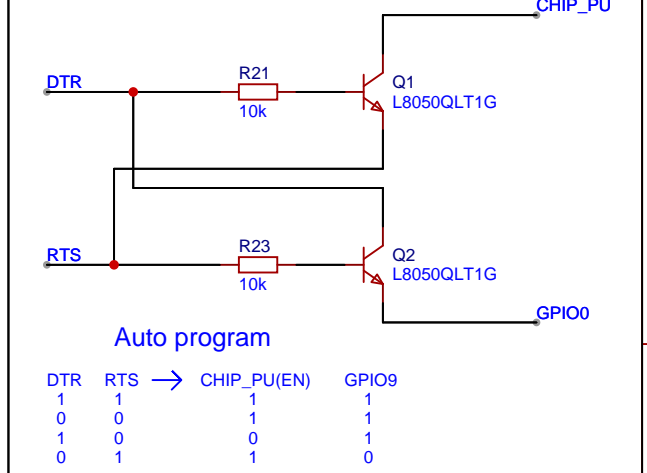 CHIP_PU
DTR
R21
10k
Q1
L8050QLT1G
RTS
R23
10k
Q2
L8050QLT1G
GPIO0
Auto program
DTR RTS → CHIP_PU(EN) GPIO9
1 1 1 1
0 0 1 1
1 0 0 1
0 1 1 0